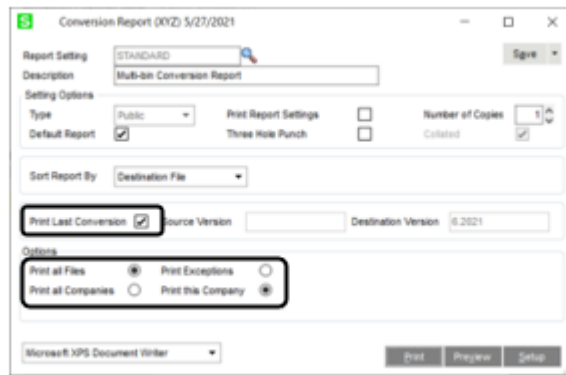 S Conversion Report (XYZ) 5/27/2021
Report Setting STANDARD Save
Description Multi-bin Conversion Report
Setting Options
Type Public Print Report Settings Number of Copies 1
Default Report Three Hole Punch Collated
Sort Report By Destination File
Print Last Conversion Source Version Destination Version 6.2021
Options
Print all Files Print Exceptions
Print all Companies Print this Company
Microsoft XPS Document Writer Print Preview Setup